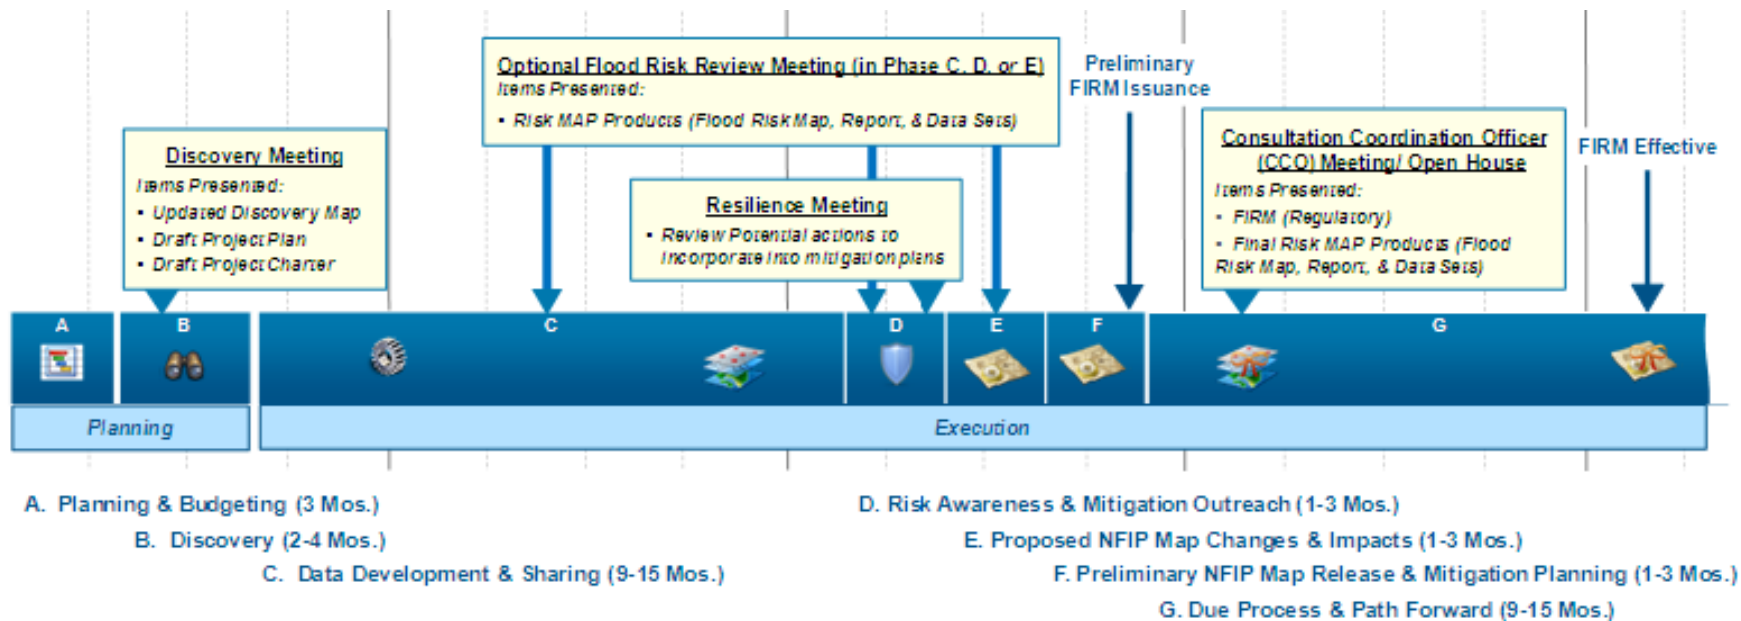 Optional Flood Risk Review Meeting (in Phase C, D, or E)
Items Presented:
▪ Risk MAP Products (Flood Risk Map, Report, & Data Sets)
Preliminary
FIRM Issuance
Discovery Meeting
Items Presented:
▪ Updated Discovery Map
▪ Draft Project Plan
▪ Draft Project Charter
Resilience Meeting
▪ Review Potential actions to
incorporate into mitigation plans
Consultation Coordination Officer
(CCO) Meeting/ Open House
Items Presented:
▪ FIRM (Regulatory)
▪ Final Risk MAP Products (Flood
Risk Map, Report, & Data Sets)
FIRM Effective
A B C D E F G
Planning Execution
A. Planning & Budgeting (3 Mos.)
B. Discovery (2-4 Mos.)
C. Data Development & Sharing (9-15 Mos.)
D. Risk Awareness & Mitigation Outreach (1-3 Mos.)
E. Proposed NFIP Map Changes & Impacts (1-3 Mos.)
F. Preliminary NFIP Map Release & Mitigation Planning (1-3 Mos.)
G. Due Process & Path Forward (9-15 Mos.)